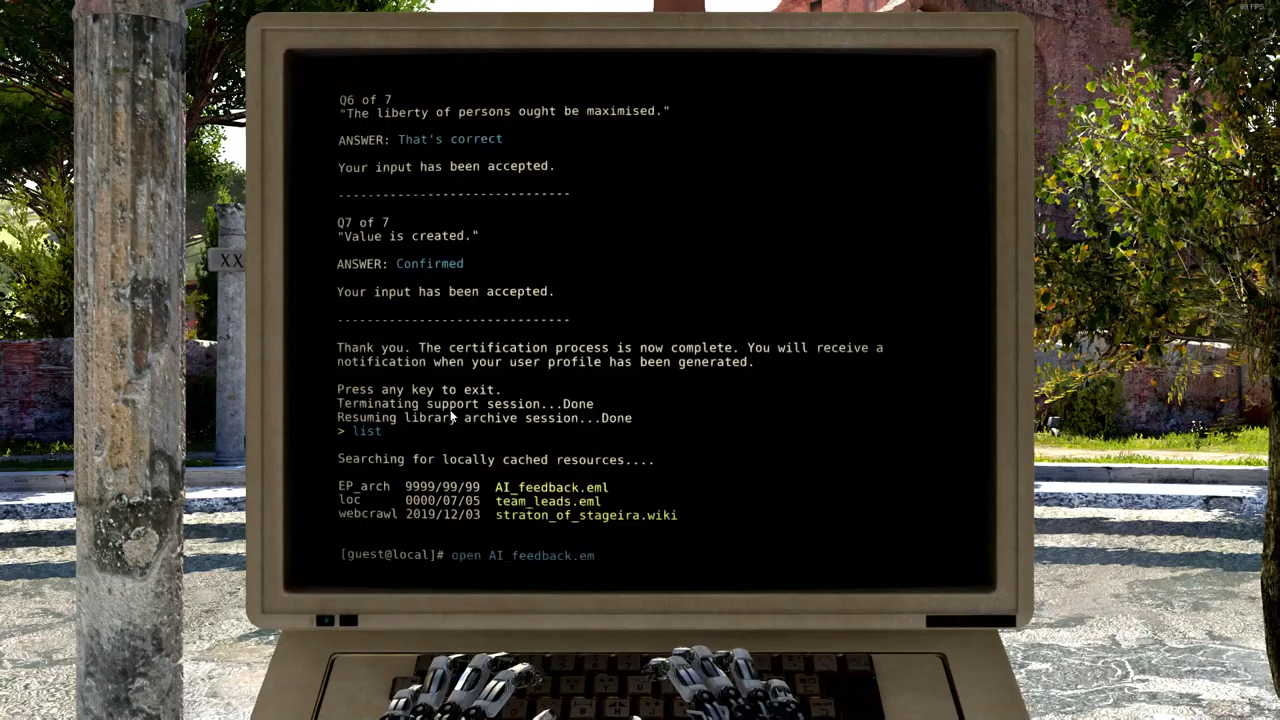 89 FPS
Q6 of 7
"The liberty of persons ought be maximised."
ANSWER: That's correct
Your input has been accepted.
-------------------------------
Q7 of 7
"Value is created."
XX
ANSWER: Confirmed
Your input has been accepted.
-------------------------------
Thank you. The certification process is now complete. You will receive a
notification when your user profile has been generated.
Press any key to exit.
Terminating support session...Done
Resuming library archive session...Done
> list
Searching for locally cached resources....
EP_arch 9999/99/99 AI_feedback.eml
loc 0000/07/05 team_leads.eml
webcrawl 2019/12/03 straton_of_stageira.wiki
[guest@local]# open AI_feedback.em